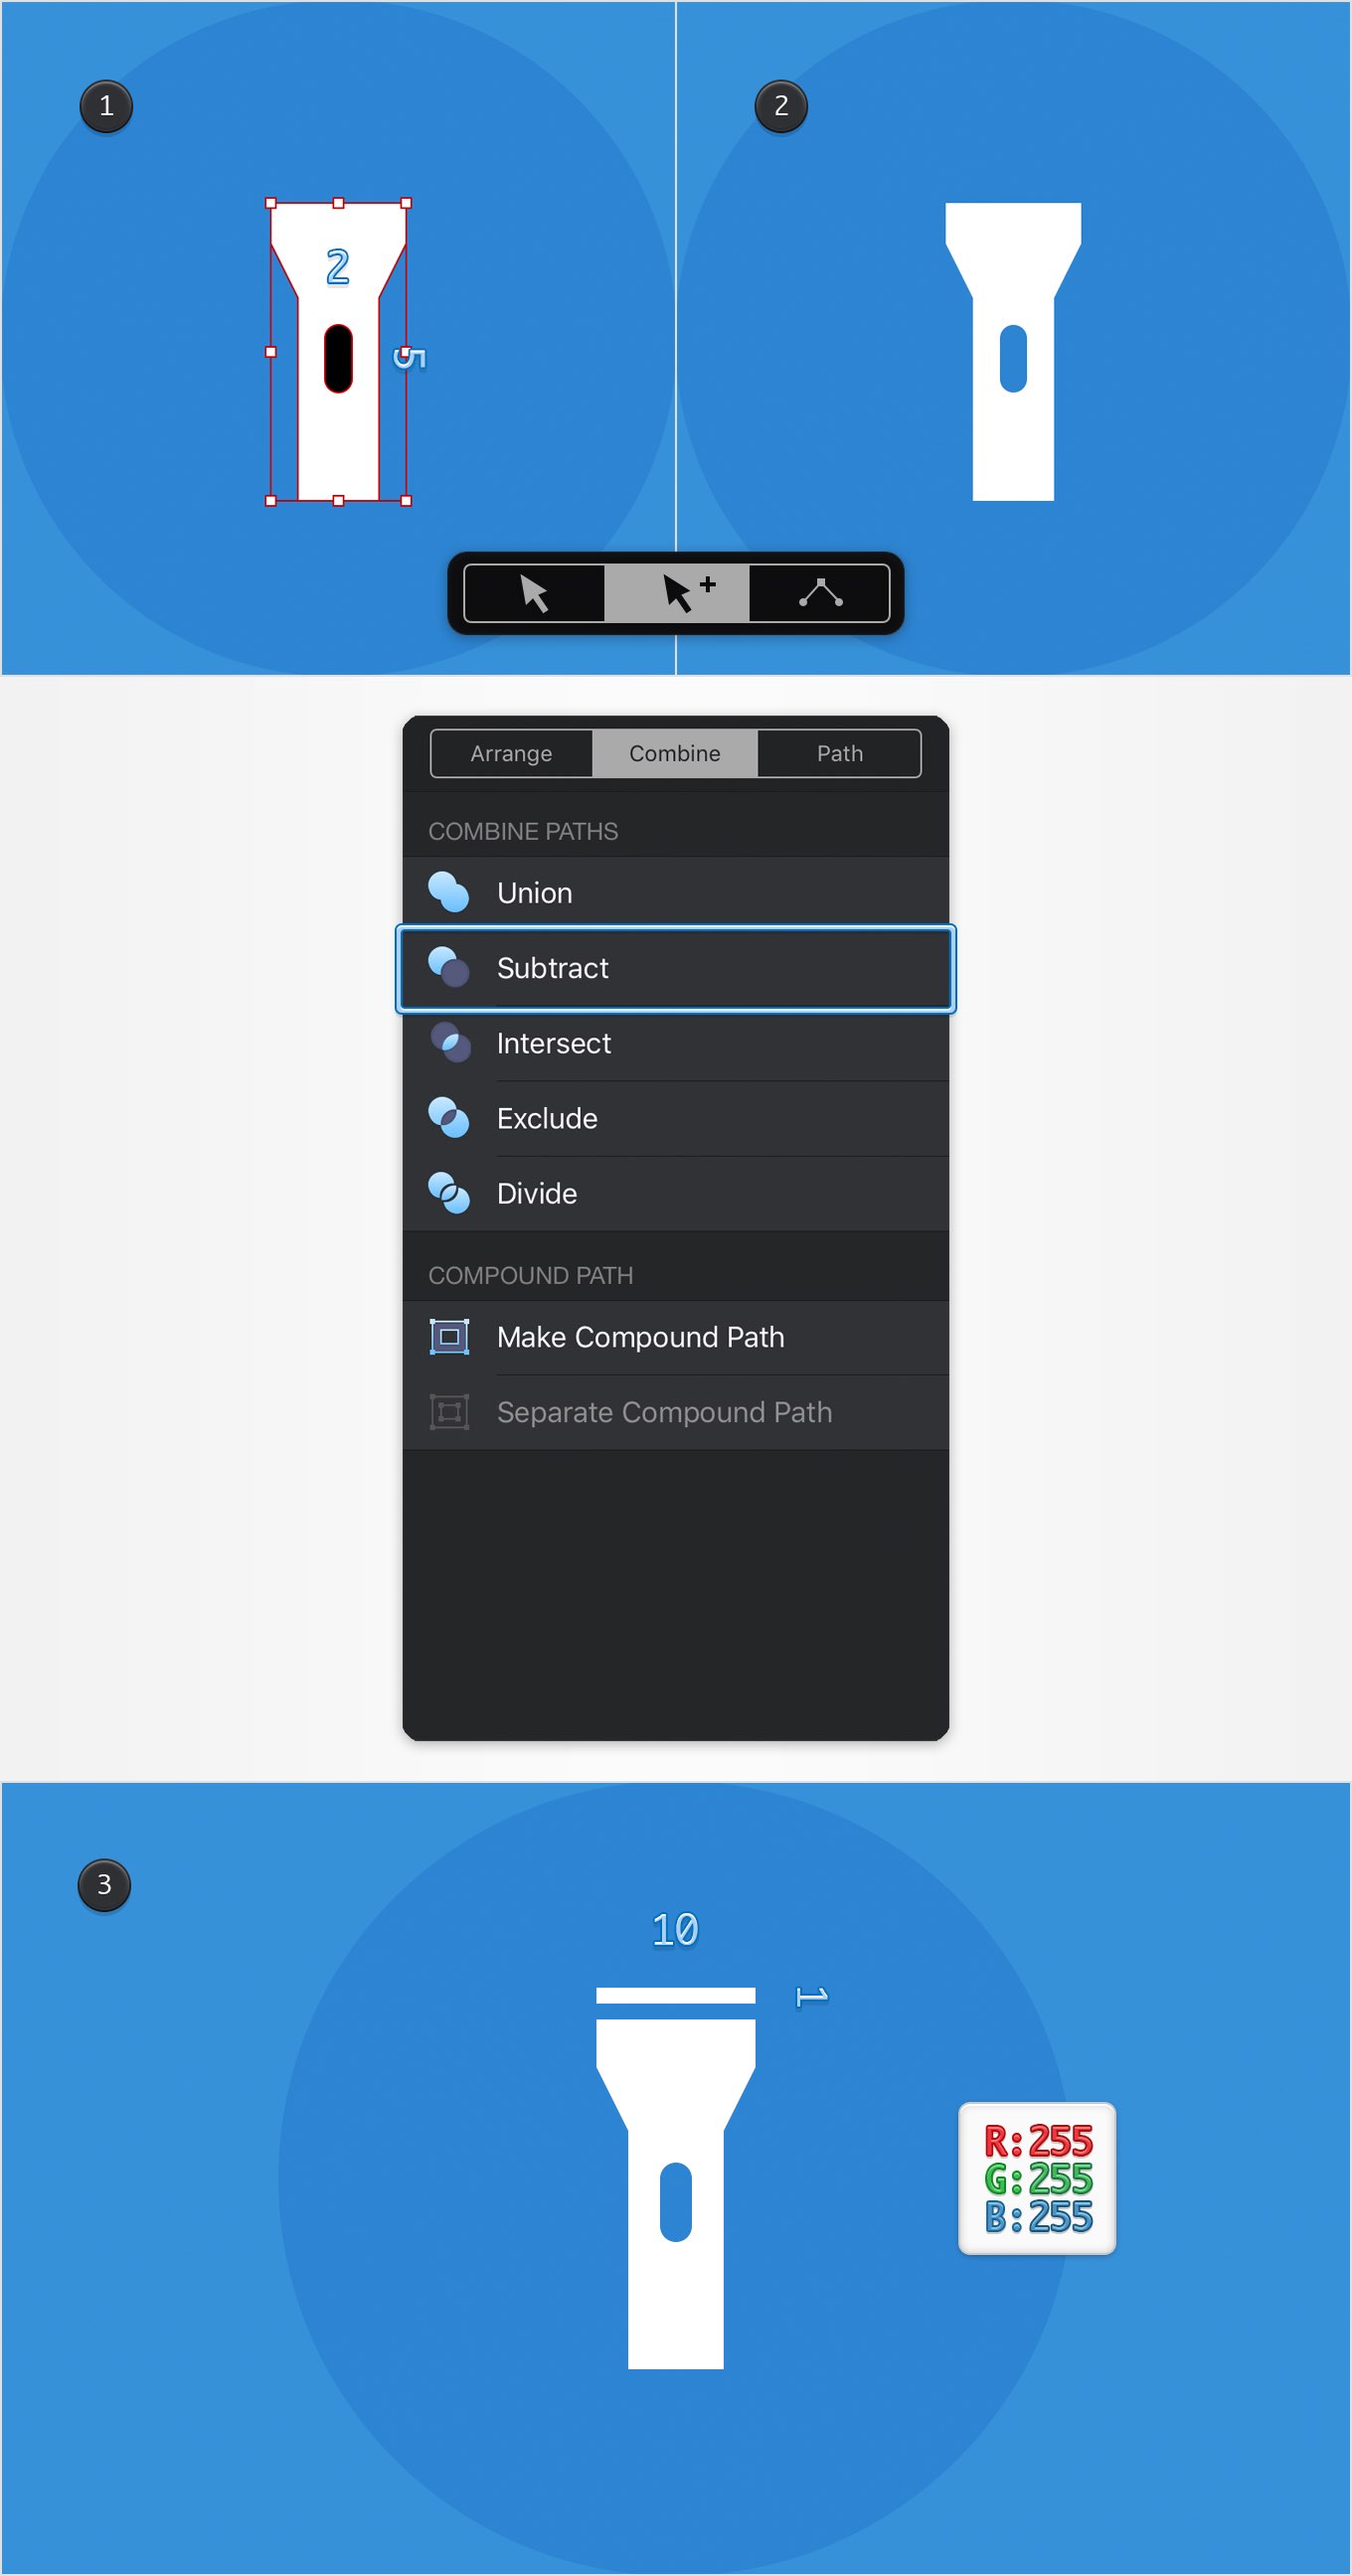 1
2
2
5
Arrange Combine Path
COMBINE PATHS
Union
Subtract
Intersect
Exclude
Divide
COMPOUND PATH
Make Compound Path
Separate Compound Path
3
10
1
R:255
G:255
B:255